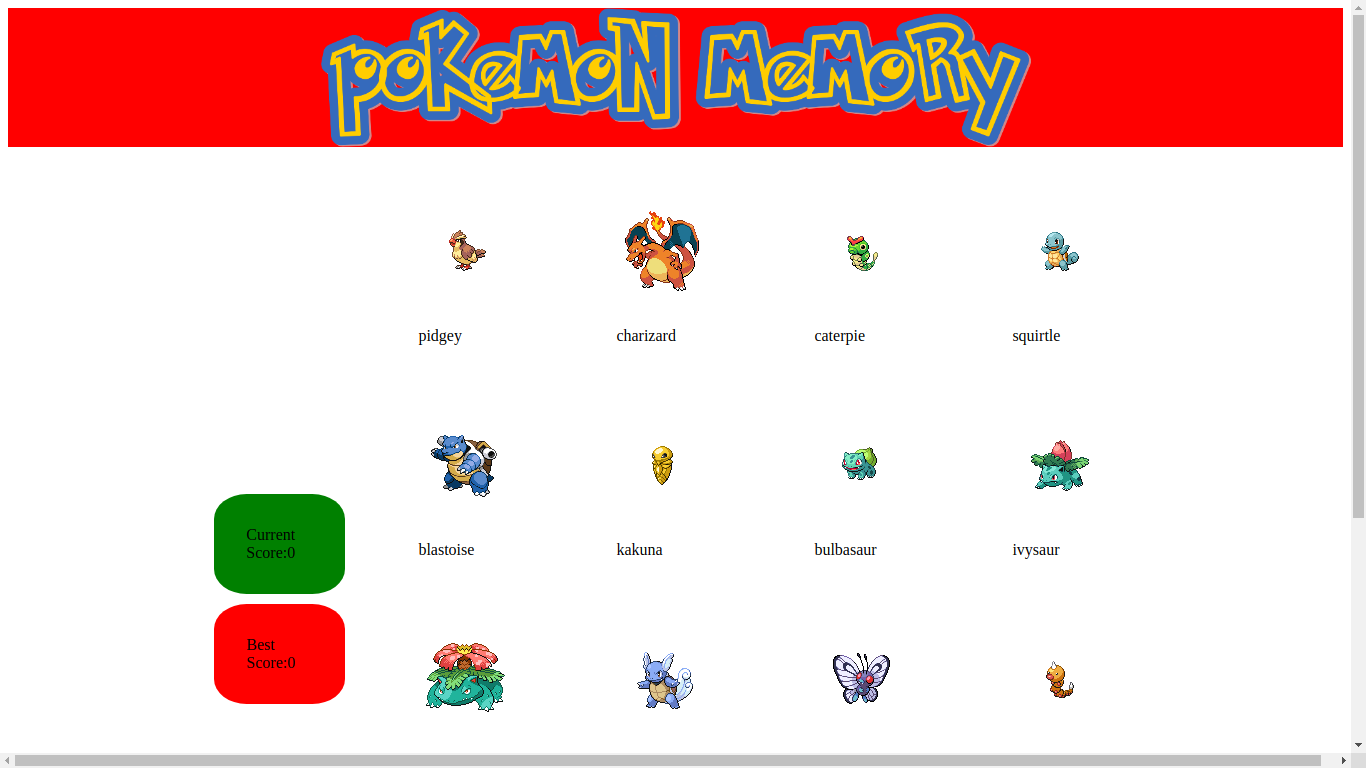 POKeMON MeMORy
pidgey
charizard
caterpie
squirtle
blastoise
kakuna
bulbasaur
ivysaur
Current
Score:0
Best
Score:0